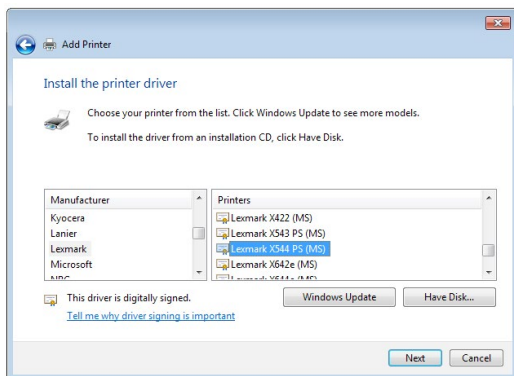 Add Printer
Install the printer driver
Choose your printer from the list. Click Windows Update to see more models.
To install the driver from an installation CD, click Have Disk.
Manufacturer
Kyocera
Lanier
Lexmark
Microsoft
Printers
Lexmark X422 (MS)
Lexmark X543 PS (MS)
Lexmark X544 PS (MS)
Lexmark X642e (MS)
This driver is digitally signed.
Tell me why driver signing is important
Windows Update
Have Disk...
Next
Cancel